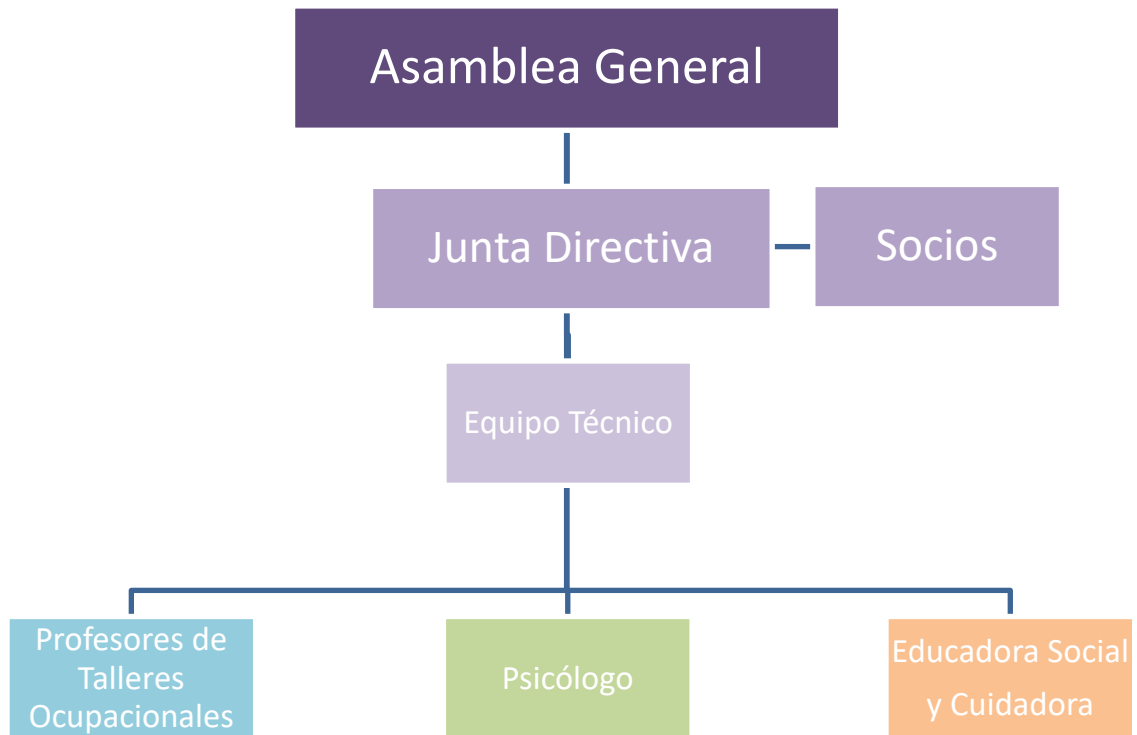 Asamblea General
Junta Directiva
Socios
Equipo Técnico
Profesores de
Talleres
Ocupacionales
Psicólogo
Educadora Social
y Cuidadora